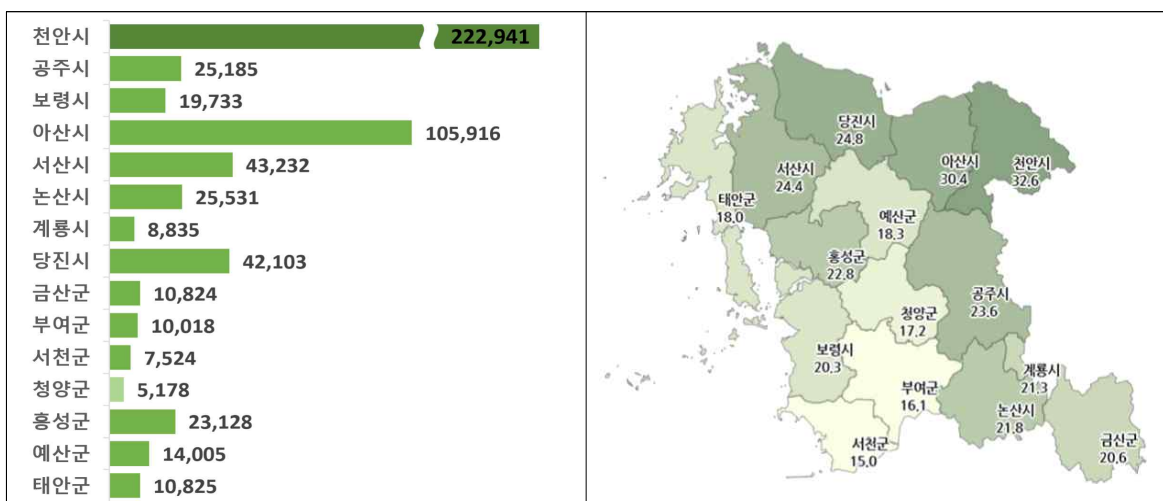 천안시 222,941
공주시 25,185
보령시 19,733
아산시 105,916
서산시 43,232
논산시 25,531
계룡시 8,835
당진시 42,103
금산군 10,824
부여군 10,018
서천군 7,524
청양군 5,178
홍성군 23,128
예산군 14,005
태안군 10,825
당진시
24.8
아산시
30.4
천안시
32.6
서산시
24.4
태안군
18.0
예산군
18.3
홍성군
22.8
공주시
23.6
청양군
17.2
보령시
20.3
부여군
16.1
계룡시
21.3
논산시
21.8
금산군
20.6
서천군
15.0